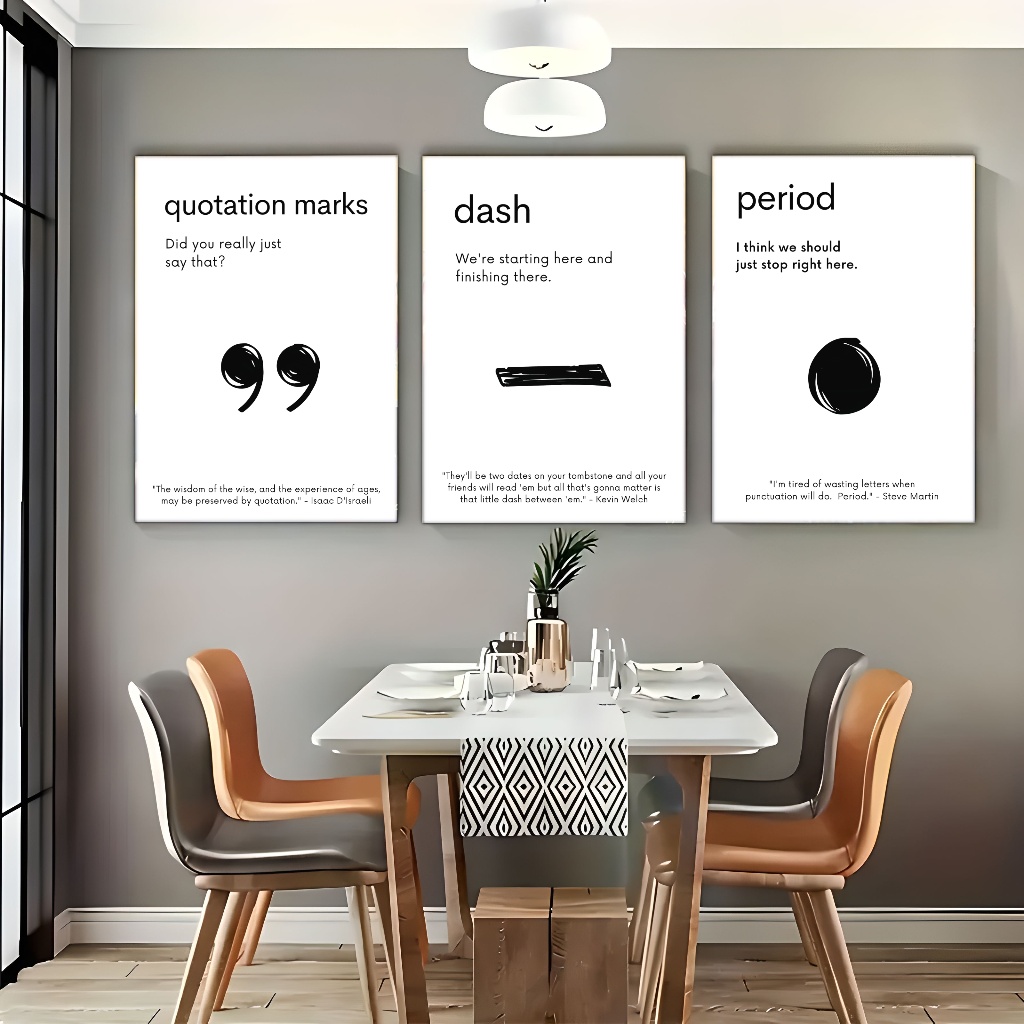 quotation marks
Did you really just
say that?
"The wisdom of the wise, and the experience of ages,
may be preserved by quotation." - Isaac D'Israeli
dash
We're starting here and
finishing there.
"They'll be two dates on your tombstone and all your
friends will read 'em but all that's gonna matter is
that little dash between 'em." - Kevin Welch
period
I think we should
just stop right here.
"I'm tired of wasting letters when
punctuation will do. Period." - Steve Martin